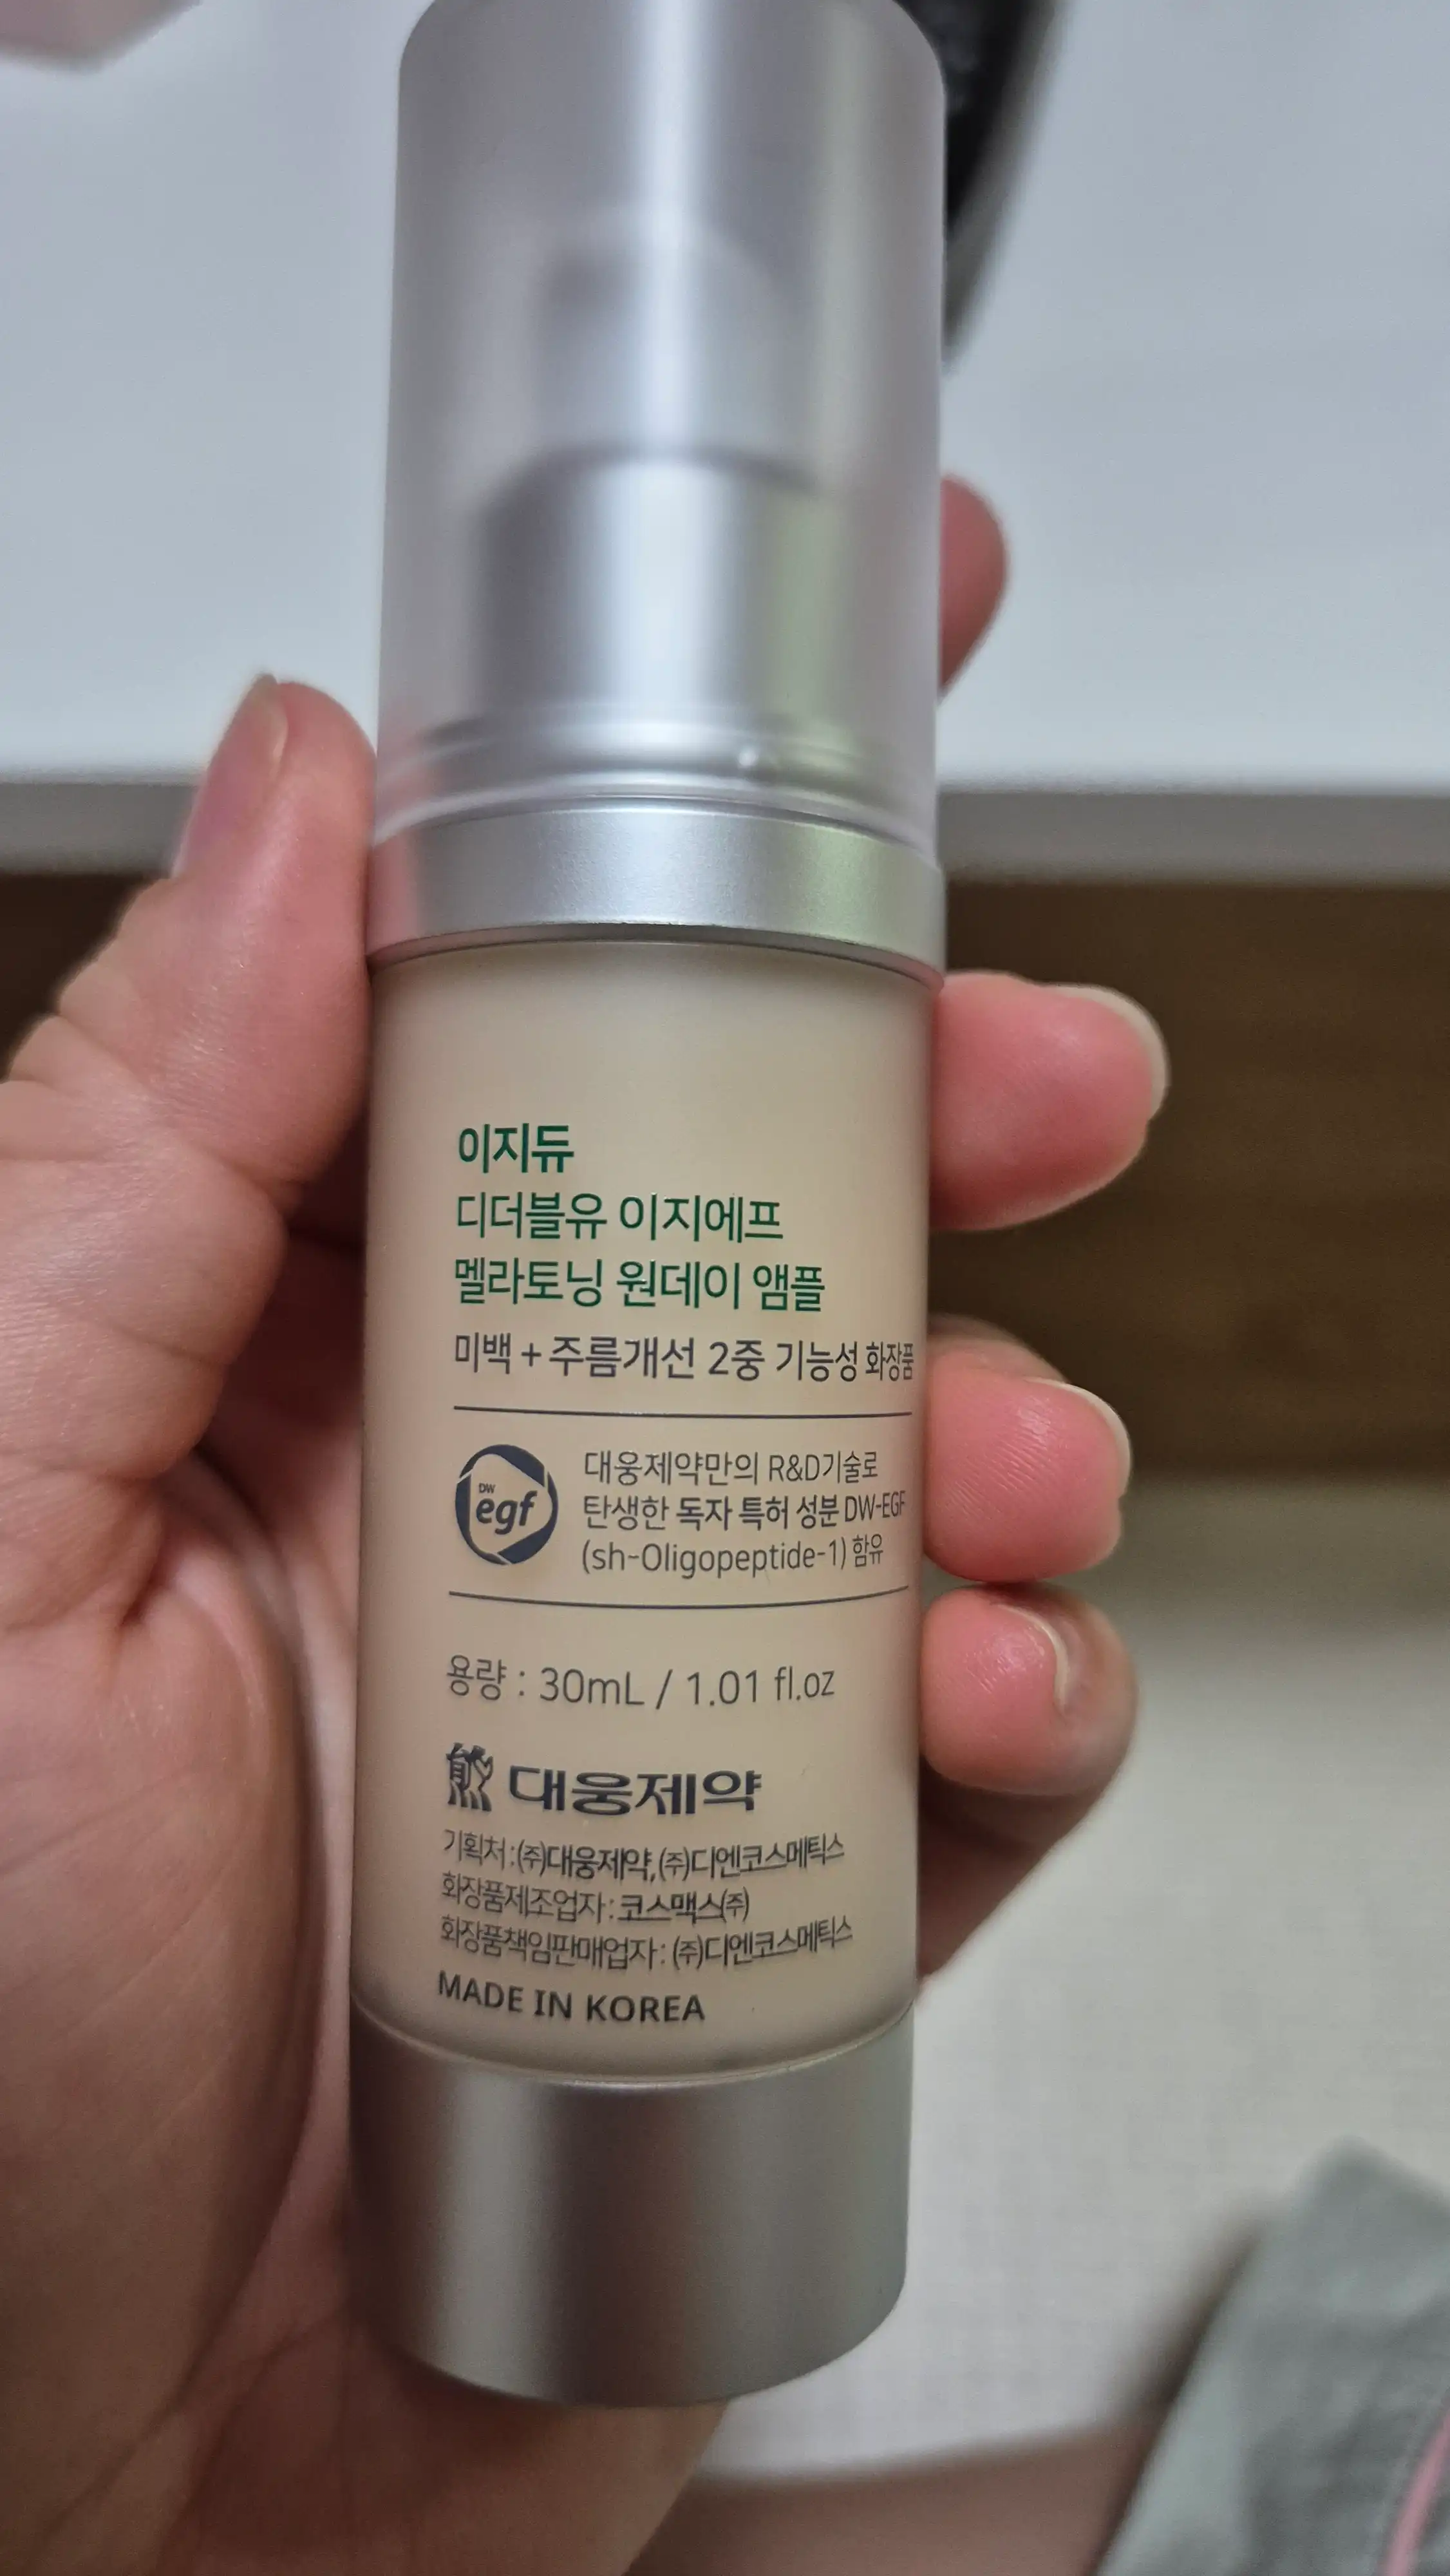 이지듀
디더블유 이지에프
멜라토닝 원데이 앰플
미백 + 주름개선 2중 기능성 화장품
DW
egf
대웅제약만의 R&D기술로
탄생한 독자 특허 성분 DW-EGF
(sh-Oligopeptide-1) 함유
용량 : 30mL / 1.01 fl.oz
대웅제약
기획처 : (주)대웅제약, (주)디엔코스메틱스
화장품제조업자 : 코스맥스(주)
화장품책임판매업자 : (주)디엔코스메틱스
MADE IN KOREA